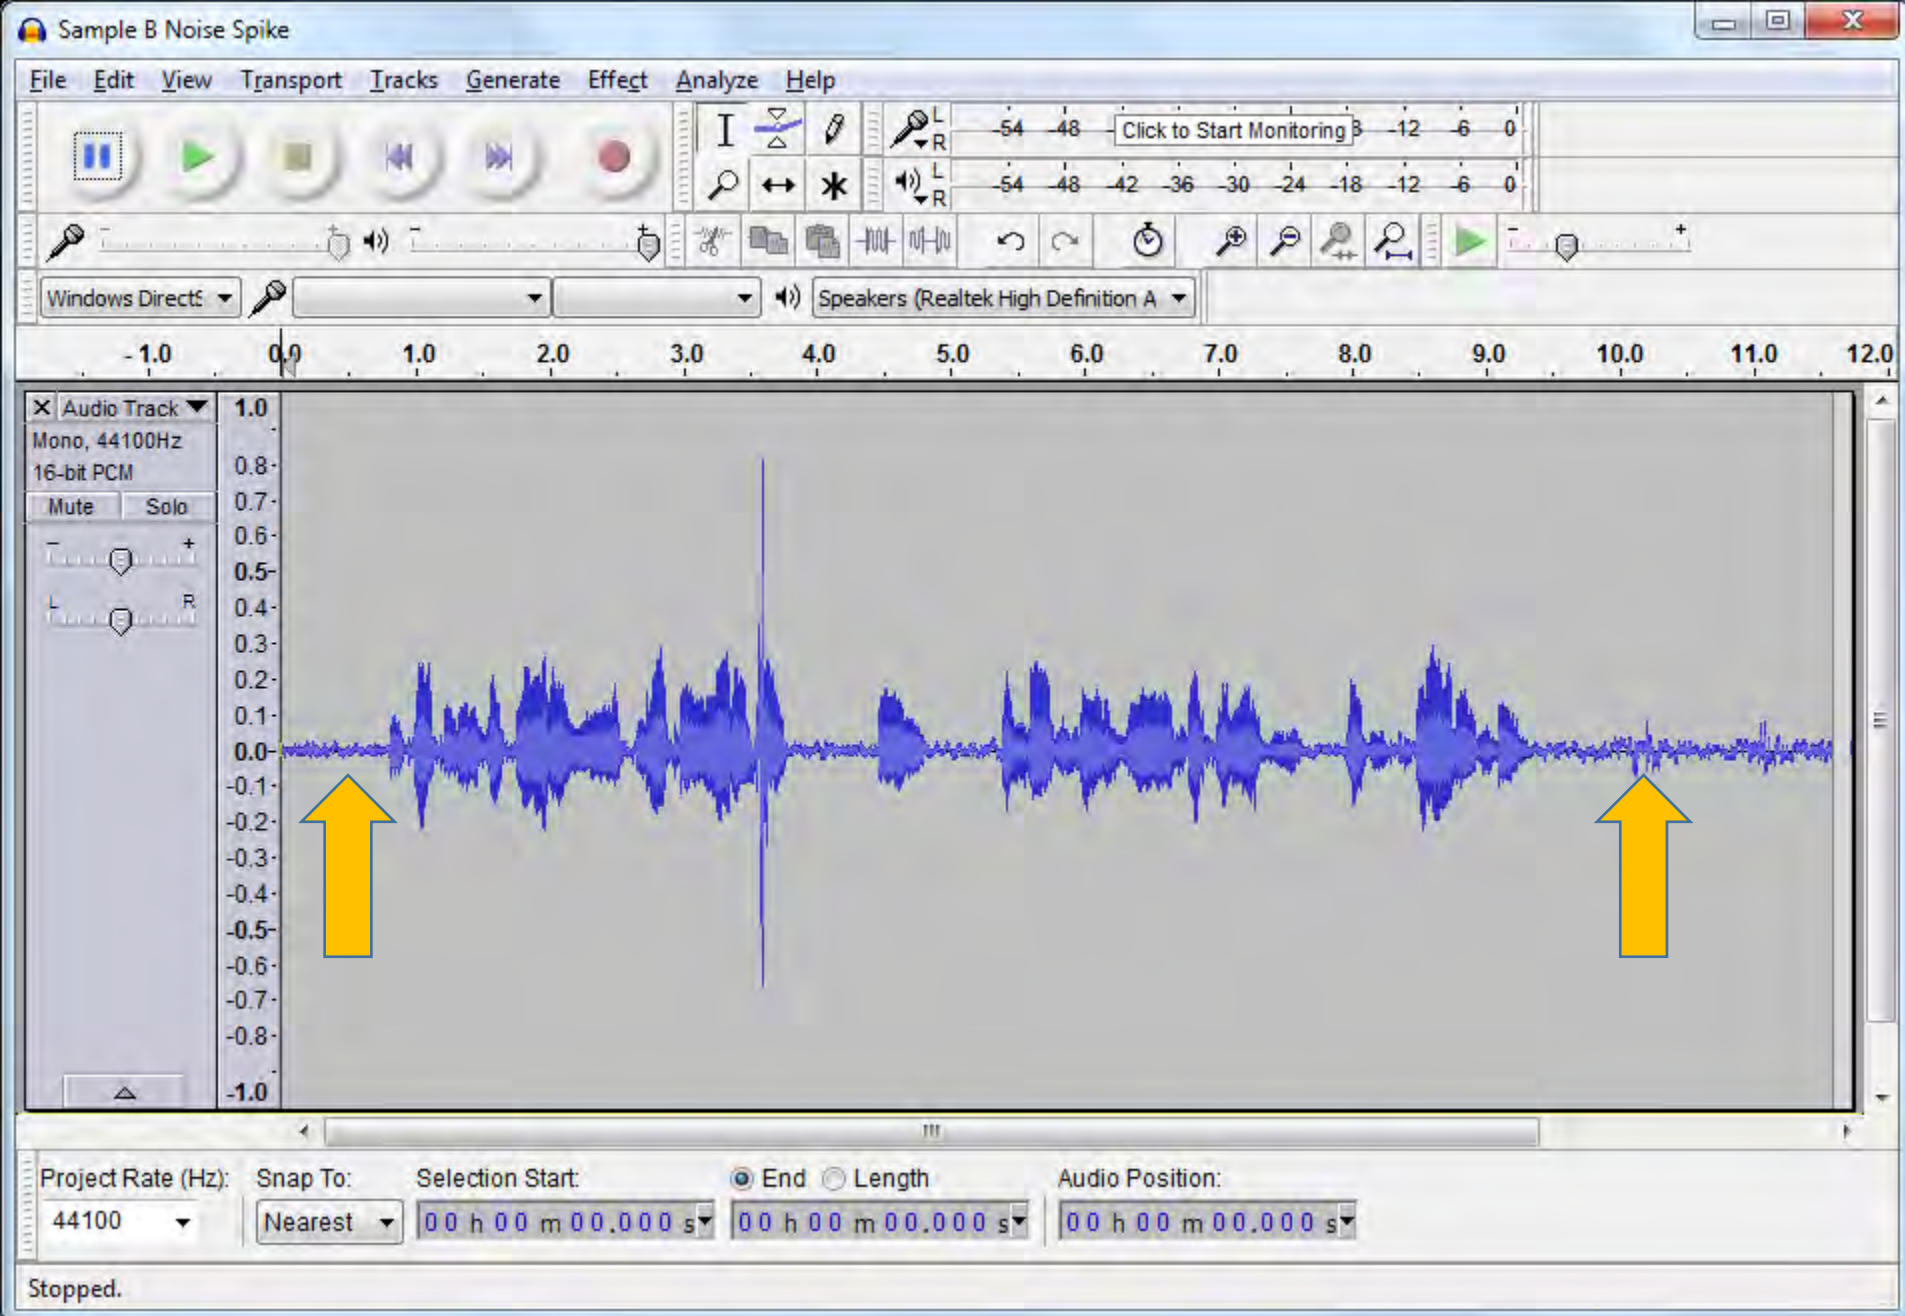 Sample B Noise Spike
File Edit View Transport Tracks Generate Effect Analyze Help
L
R
-54 -48 Click to Start Monitoring -12 -6 0
L
R
-54 -48 -42 -36 -30 -24 -18 -12 -6 0
- + - + - +
Windows DirectS Speakers (Realtek High Definition A
-1.0 0.0 1.0 2.0 3.0 4.0 5.0 6.0 7.0 8.0 9.0 10.0 11.0 12.0
X Audio Track
Mono, 44100Hz
16-bit PCM
Mute Solo
- +
L R
1.0
0.8
0.7
0.6
0.5
0.4
0.3
0.2
0.1
0.0
-0.1
-0.2
-0.3
-0.4
-0.5
-0.6
-0.7
-0.8
-1.0
Project Rate (Hz): Snap To: Selection Start: End Length Audio Position:
44100 Nearest 00 h 00 m 00.000 s 00 h 00 m 00.000 s 00 h 00 m 00.000 s
Stopped.